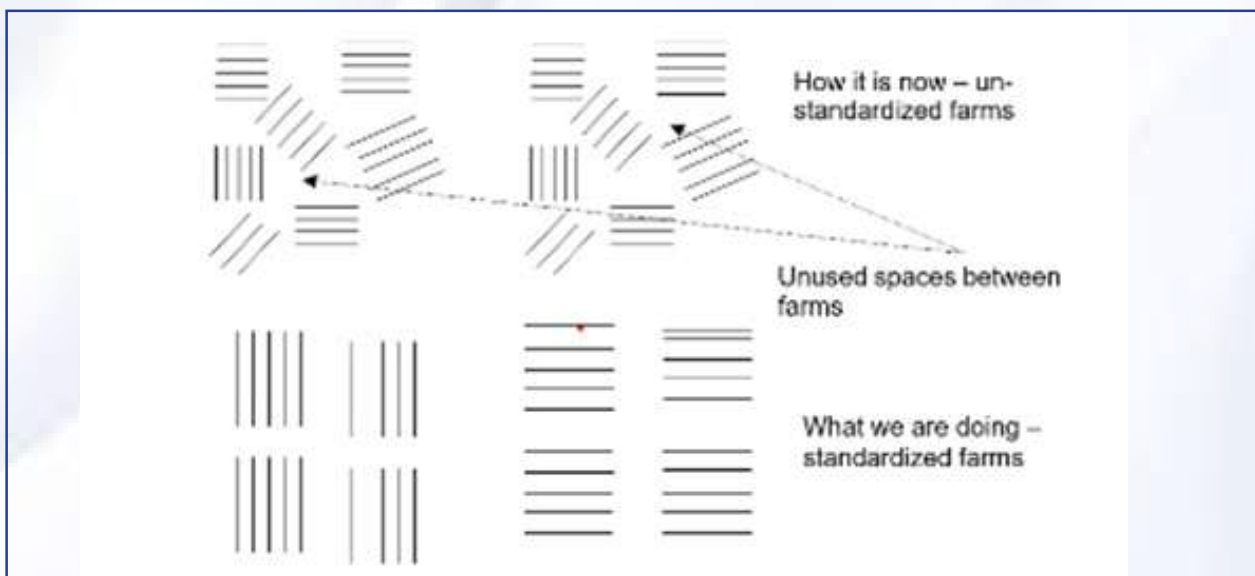 How it is now – un-
standardized farms
Unused spaces between
farms
What we are doing –
standardized farms